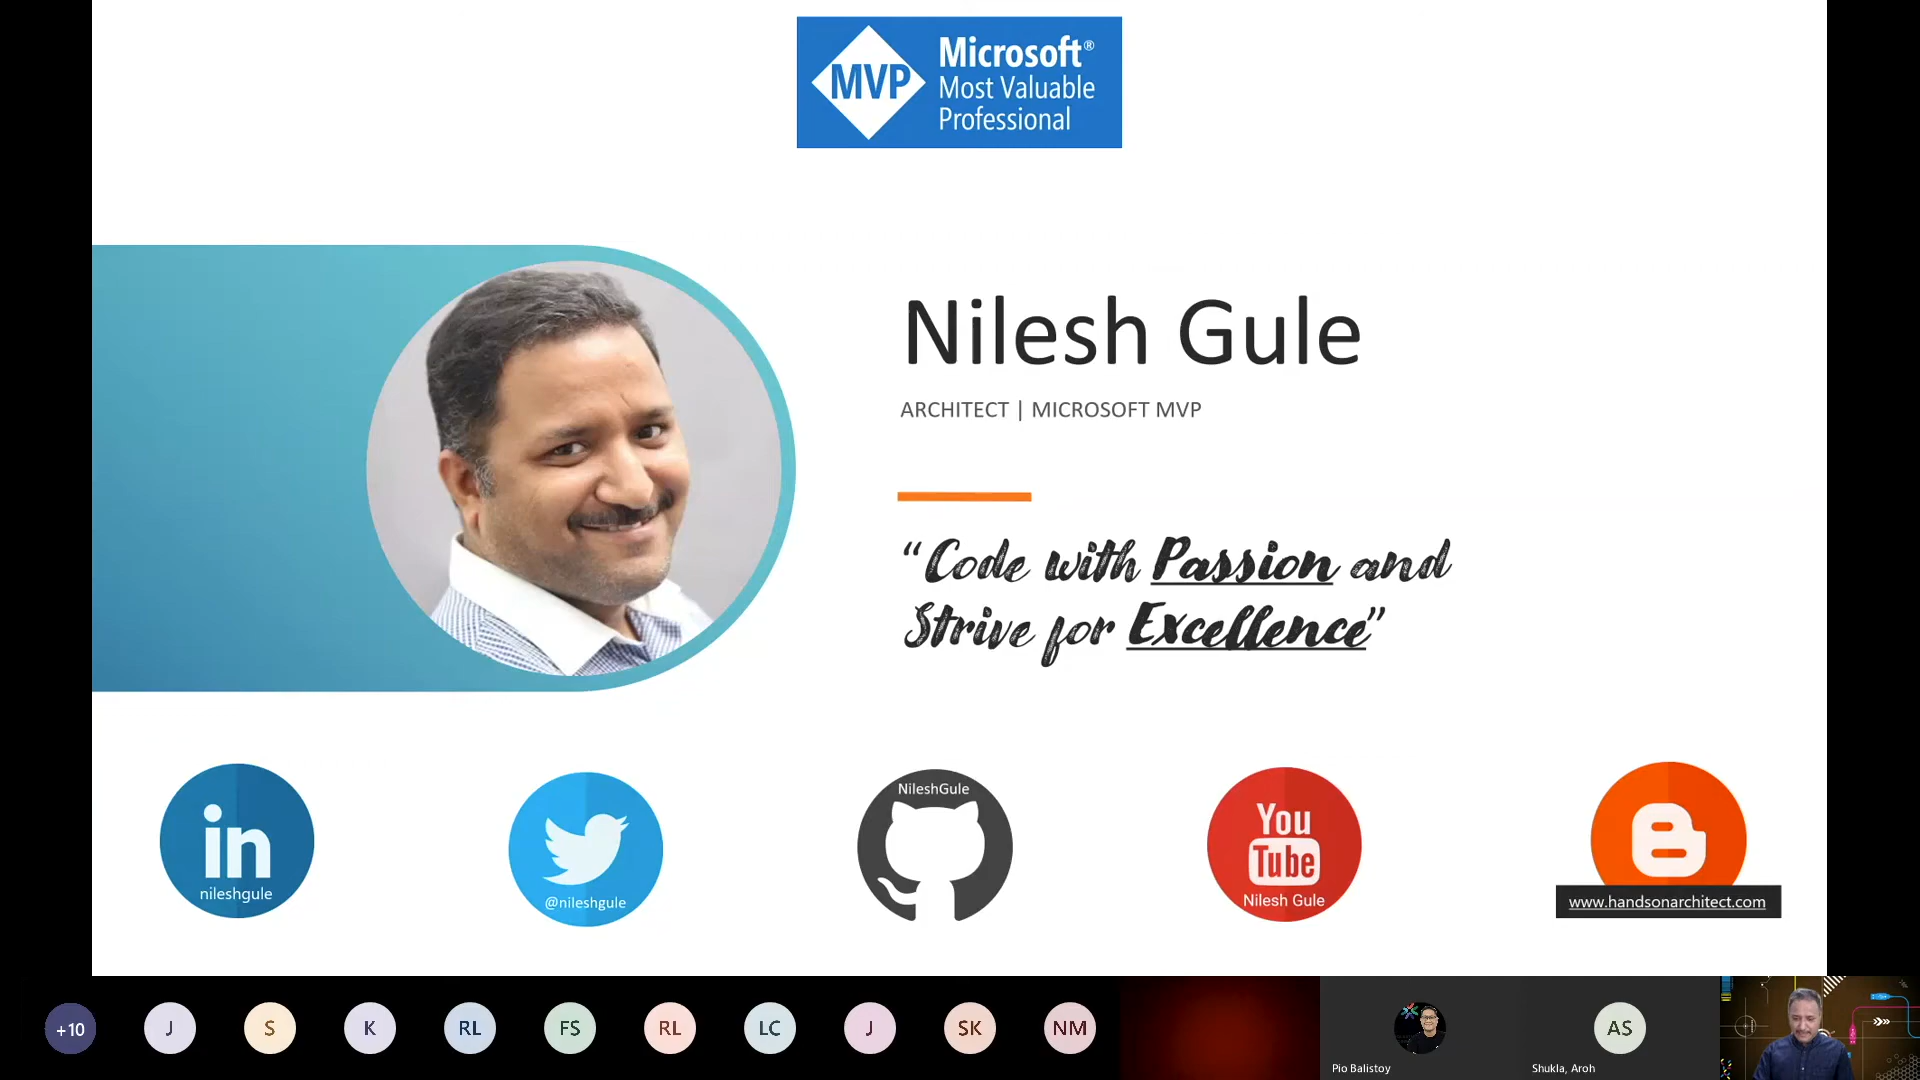 MVP
Microsoft®
Most Valuable
Professional
Nilesh Gule
ARCHITECT | MICROSOFT MVP
“Code with Passion and
Strive for Excellence”
in
nileshgule
@nileshgule
NileshGule
You
Tube
Nilesh Gule
www.handsonarchitect.com
+10
J
S
K
RL
FS
RL
LC
J
SK
NM
Pio Balistoy
AS
Shukla, Aroh